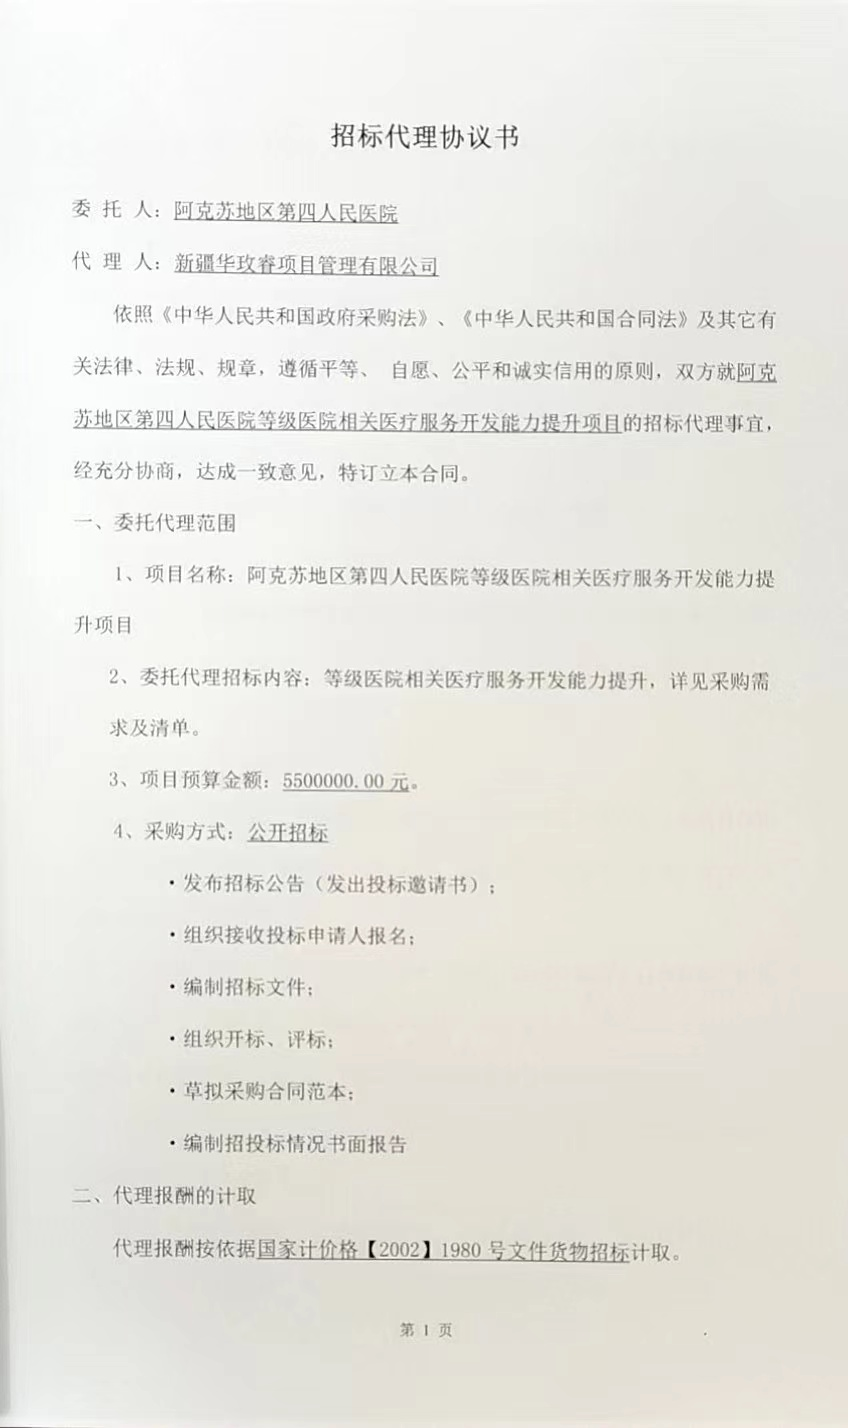 招标代理协议书
委 托 人：阿克苏地区第四人民医院
代 理 人：新疆华玫睿项目管理有限公司
依照《中华人民共和国政府采购法》、《中华人民共和国合同法》及其它有
关法律、法规、规章，遵循平等、 自愿、公平和诚实信用的原则，双方就阿克
苏地区第四人民医院等级医院相关医疗服务开发能力提升项目的招标代理事宜，
经充分协商，达成一致意见，特订立本合同。
一、委托代理范围
1、项目名称：阿克苏地区第四人民医院等级医院相关医疗服务开发能力提
升项目
2、委托代理招标内容：等级医院相关医疗服务开发能力提升，详见采购需
求及清单。
3、项目预算金额：5500000.00 元。
4、采购方式：公开招标
·发布招标公告（发出投标邀请书）；
·组织接收投标申请人报名；
·编制招标文件；
·组织开标、评标；
·草拟采购合同范本；
·编制招投标情况书面报告
二、代理报酬的计取
代理报酬按依据国家计价格【2002】1980 号文件货物招标计取。
第 1 页